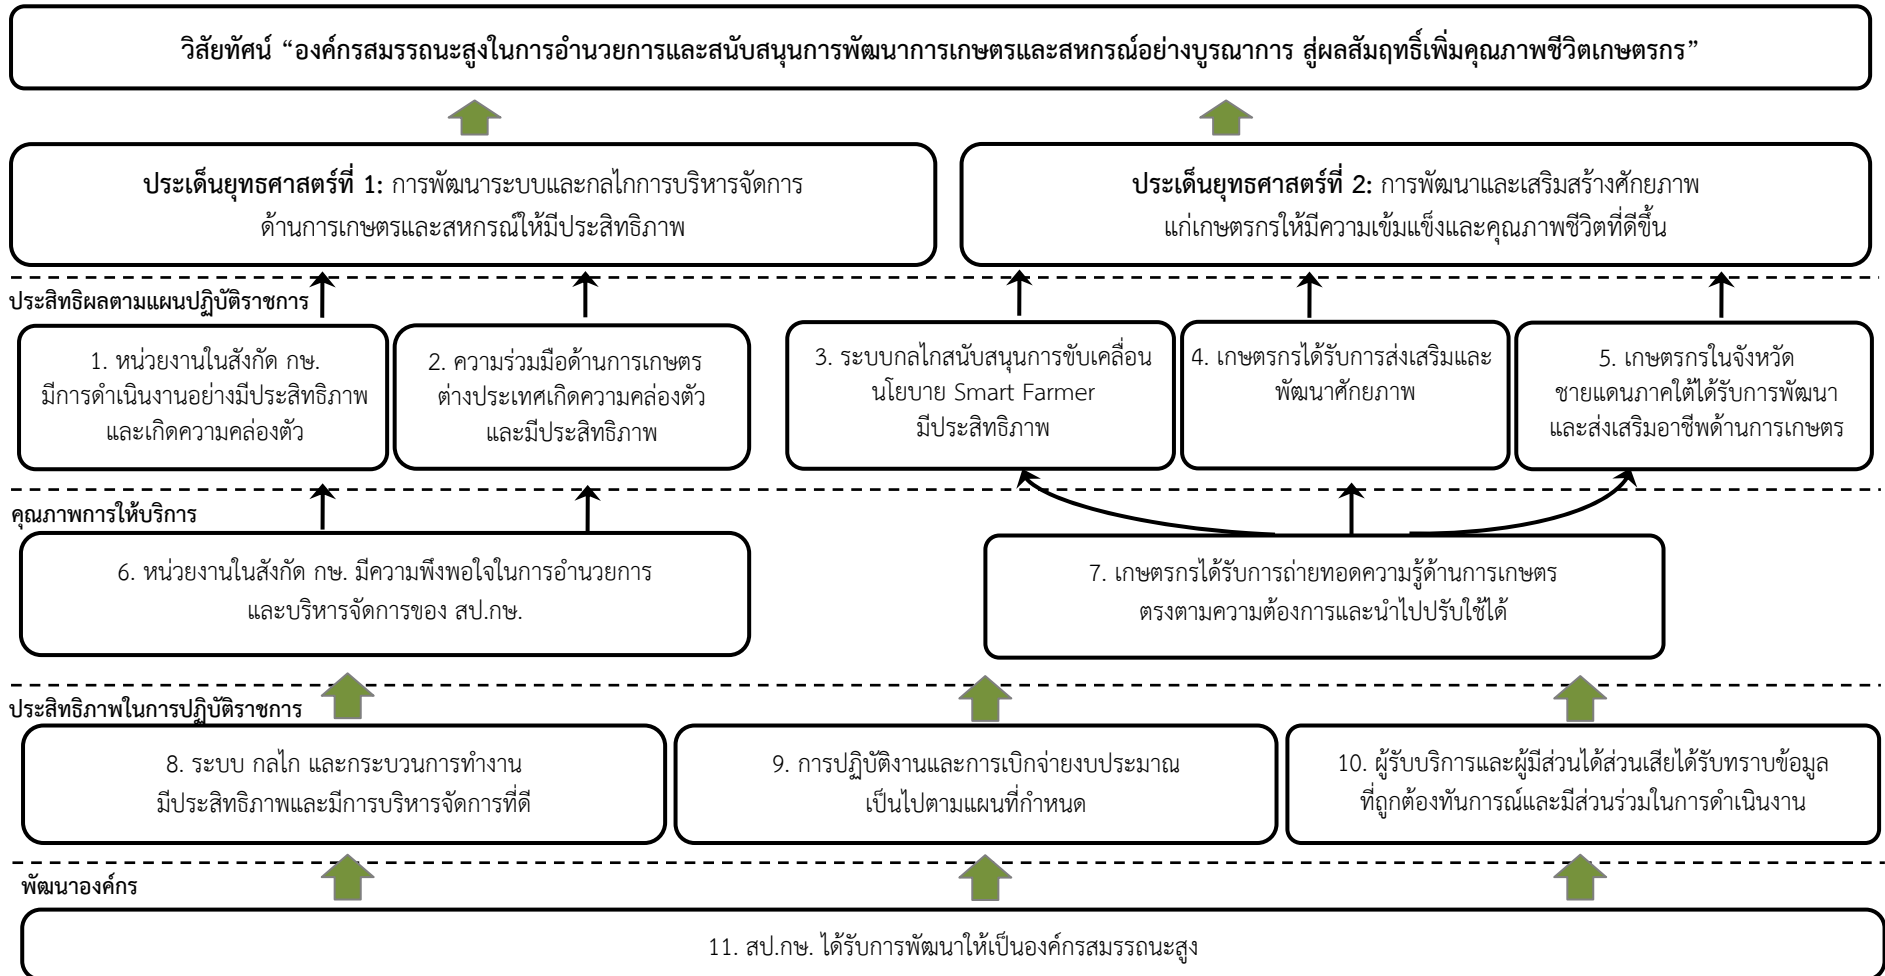 วิสัยทัศน์ “องค์กรสมรรถนะสูงในการอำนวยการและสนับสนุนการพัฒนาการเกษตรและสหกรณ์อย่างบูรณาการ สู่ผลสัมฤทธิ์เพิ่มคุณภาพชีวิตเกษตรกร”
ประเด็นยุทธศาสตร์ที่ 1: การพัฒนาระบบและกลไกการบริหารจัดการ
ด้านการเกษตรและสหกรณ์ให้มีประสิทธิภาพ
ประเด็นยุทธศาสตร์ที่ 2: การพัฒนาและเสริมสร้างศักยภาพ
แก่เกษตรกรให้มีความเข้มแข็งและคุณภาพชีวิตที่ดีขึ้น
ประสิทธิผลตามแผนปฏิบัติราชการ
1. หน่วยงานในสังกัด กษ.
มีการดำเนินงานอย่างมีประสิทธิภาพ
และเกิดความคล่องตัว
2. ความร่วมมือด้านการเกษตร
ต่างประเทศเกิดความคล่องตัว
และมีประสิทธิภาพ
3. ระบบกลไกสนับสนุนการขับเคลื่อน
นโยบาย Smart Farmer
มีประสิทธิภาพ
4. เกษตรกรได้รับการส่งเสริมและ
พัฒนาศักยภาพ
5. เกษตรกรในจังหวัด
ชายแดนภาคใต้ได้รับการพัฒนา
และส่งเสริมอาชีพด้านการเกษตร
คุณภาพการให้บริการ
6. หน่วยงานในสังกัด กษ. มีความพึงพอใจในการอำนวยการ
และบริหารจัดการของ สป.กษ.
7. เกษตรกรได้รับการถ่ายทอดความรู้ด้านการเกษตร
ตรงตามความต้องการและนำไปปรับใช้ได้
ประสิทธิภาพในการปฏิบัติราชการ
8. ระบบ กลไก และกระบวนการทำงาน
มีประสิทธิภาพและมีการบริหารจัดการที่ดี
9. การปฏิบัติงานและการเบิกจ่ายงบประมาณ
เป็นไปตามแผนที่กำหนด
10. ผู้รับบริการและผู้มีส่วนได้ส่วนเสียได้รับทราบข้อมูล
ที่ถูกต้องทันการณ์และมีส่วนร่วมในการดำเนินงาน
พัฒนาองค์กร
11. สป.กษ. ได้รับการพัฒนาให้เป็นองค์กรสมรรถนะสูง